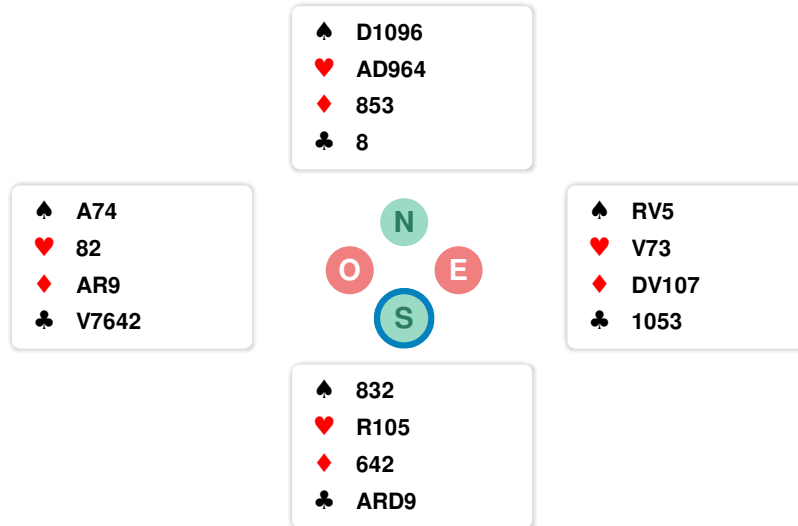 ♠ D1096
♥ AD964
♦ 853
♣ 8
♠ A74
♥ 82
♦ AR9
♣ V7642
N
O E
S
♠ RV5
♥ V73
♦ DV107
♣ 1053
♠ 832
♥ R105
♦ 642
♣ ARD9